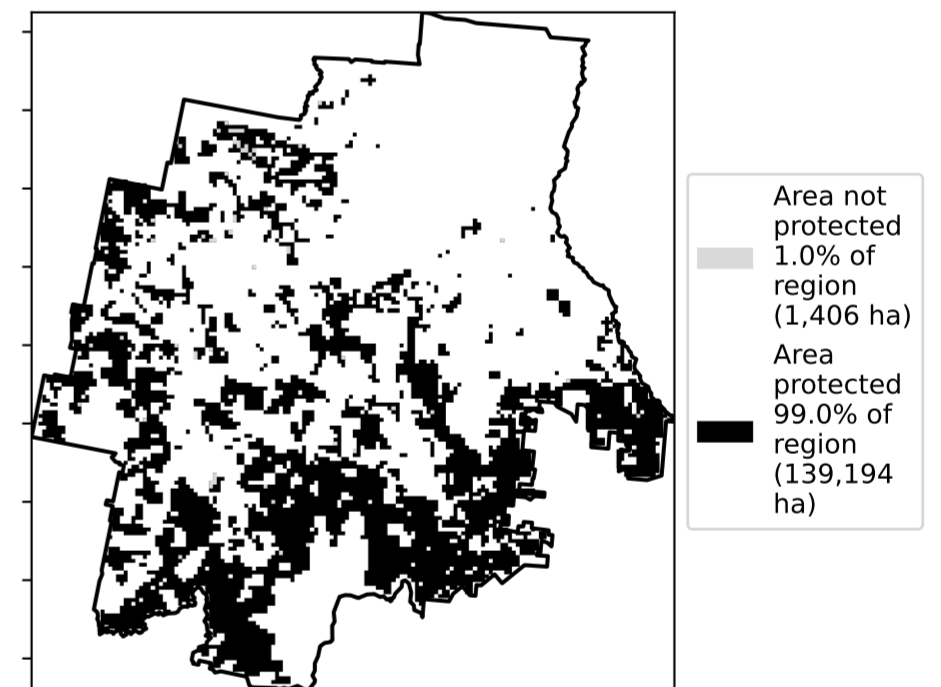 Area not
protected
1.0% of
region
(1,406 ha)
Area
protected
99.0% of
region
(139,194
ha)